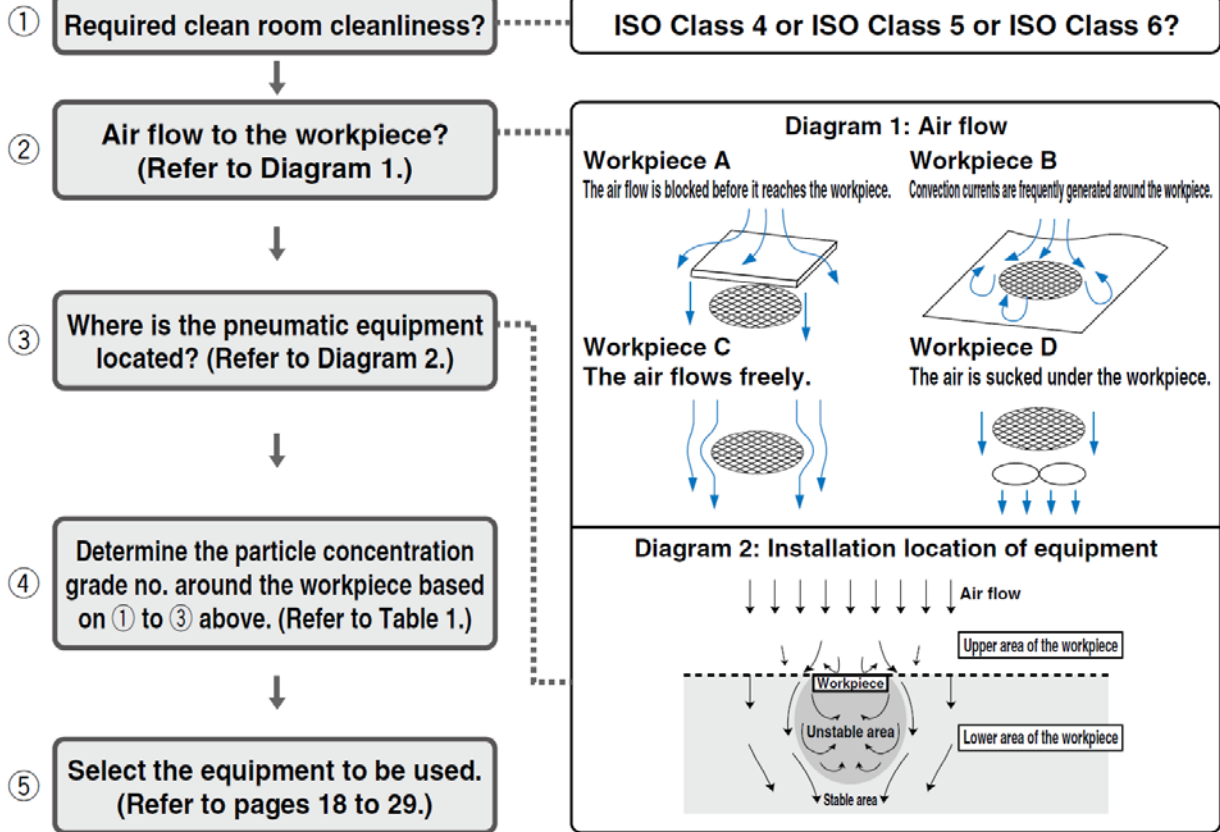 ① Required clean room cleanliness?
ISO Class 4 or ISO Class 5 or ISO Class 6?
② Air flow to the workpiece?
(Refer to Diagram 1.)
Diagram 1: Air flow
Workpiece A
The air flow is blocked before it reaches the workpiece.
Workpiece B
Convection currents are frequently generated around the workpiece.
Workpiece C
The air flows freely.
Workpiece D
The air is sucked under the workpiece.
③ Where is the pneumatic equipment
located? (Refer to Diagram 2.)
Diagram 2: Installation location of equipment
Air flow
Upper area of the workpiece
Workpiece
Unstable area
Lower area of the workpiece
Stable area
④ Determine the particle concentration
grade no. around the workpiece based
on ① to ③ above. (Refer to Table 1.)
⑤ Select the equipment to be used.
(Refer to pages 18 to 29.)